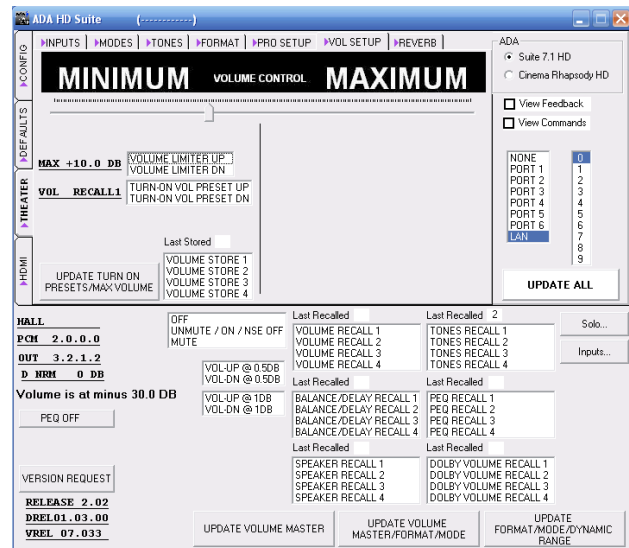 ADA HD Suite (------------)
INPUTS MODES TONES FORMAT PRO SETUP VOL SETUP REVERB
CONFIG
DEFAULTS
THEATER
HDMI
MINIMUM VOLUME CONTROL MAXIMUM
MAX +10.0 DB
VOLUME LIMITER UP
VOLUME LIMITER DN
VOL RECALL1
TURN-ON VOL PRESET UP
TURN-ON VOL PRESET DN
Last Stored
UPDATE TURN ON
PRESETS/MAX VOLUME
VOLUME STORE 1
VOLUME STORE 2
VOLUME STORE 3
VOLUME STORE 4
ADA
Suite 7.1 HD
Cinema Rhapsody HD
View Feedback
View Commands
NONE
PORT 1
PORT 2
PORT 3
PORT 4
PORT 5
PORT 6
LAN
0
1
2
3
4
5
6
7
8
9
UPDATE ALL
HALL
PCM 2.0.0.0
OUT 3.2.1.2
D NRM 0 DB
Volume is at minus 30.0 DB
PEQ OFF
VERSION REQUEST
RELEASE 2.02
DREL01.03.00
VREL 07.033
OFF
UNMUTE / ON / NSE OFF
MUTE
VOL-UP @ 0.5DB
VOL-DN @ 0.5DB
VOL-UP @ 1DB
VOL-DN @ 1DB
Last Recalled
VOLUME RECALL 1
VOLUME RECALL 2
VOLUME RECALL 3
VOLUME RECALL 4
Last Recalled 2
TONES RECALL 1
TONES RECALL 2
TONES RECALL 3
TONES RECALL 4
Last Recalled
BALANCE/DELAY RECALL 1
BALANCE/DELAY RECALL 2
BALANCE/DELAY RECALL 3
BALANCE/DELAY RECALL 4
Last Recalled
PEQ RECALL 1
PEQ RECALL 2
PEQ RECALL 3
PEQ RECALL 4
Last Recalled
SPEAKER RECALL 1
SPEAKER RECALL 2
SPEAKER RECALL 3
SPEAKER RECALL 4
Last Recalled
DOLBY VOLUME RECALL 1
DOLBY VOLUME RECALL 2
DOLBY VOLUME RECALL 3
DOLBY VOLUME RECALL 4
Solo...
Inputs...
UPDATE VOLUME MASTER
UPDATE VOLUME
MASTER/FORMAT/MODE
UPDATE
FORMAT/MODE/DYNAMIC
RANGE